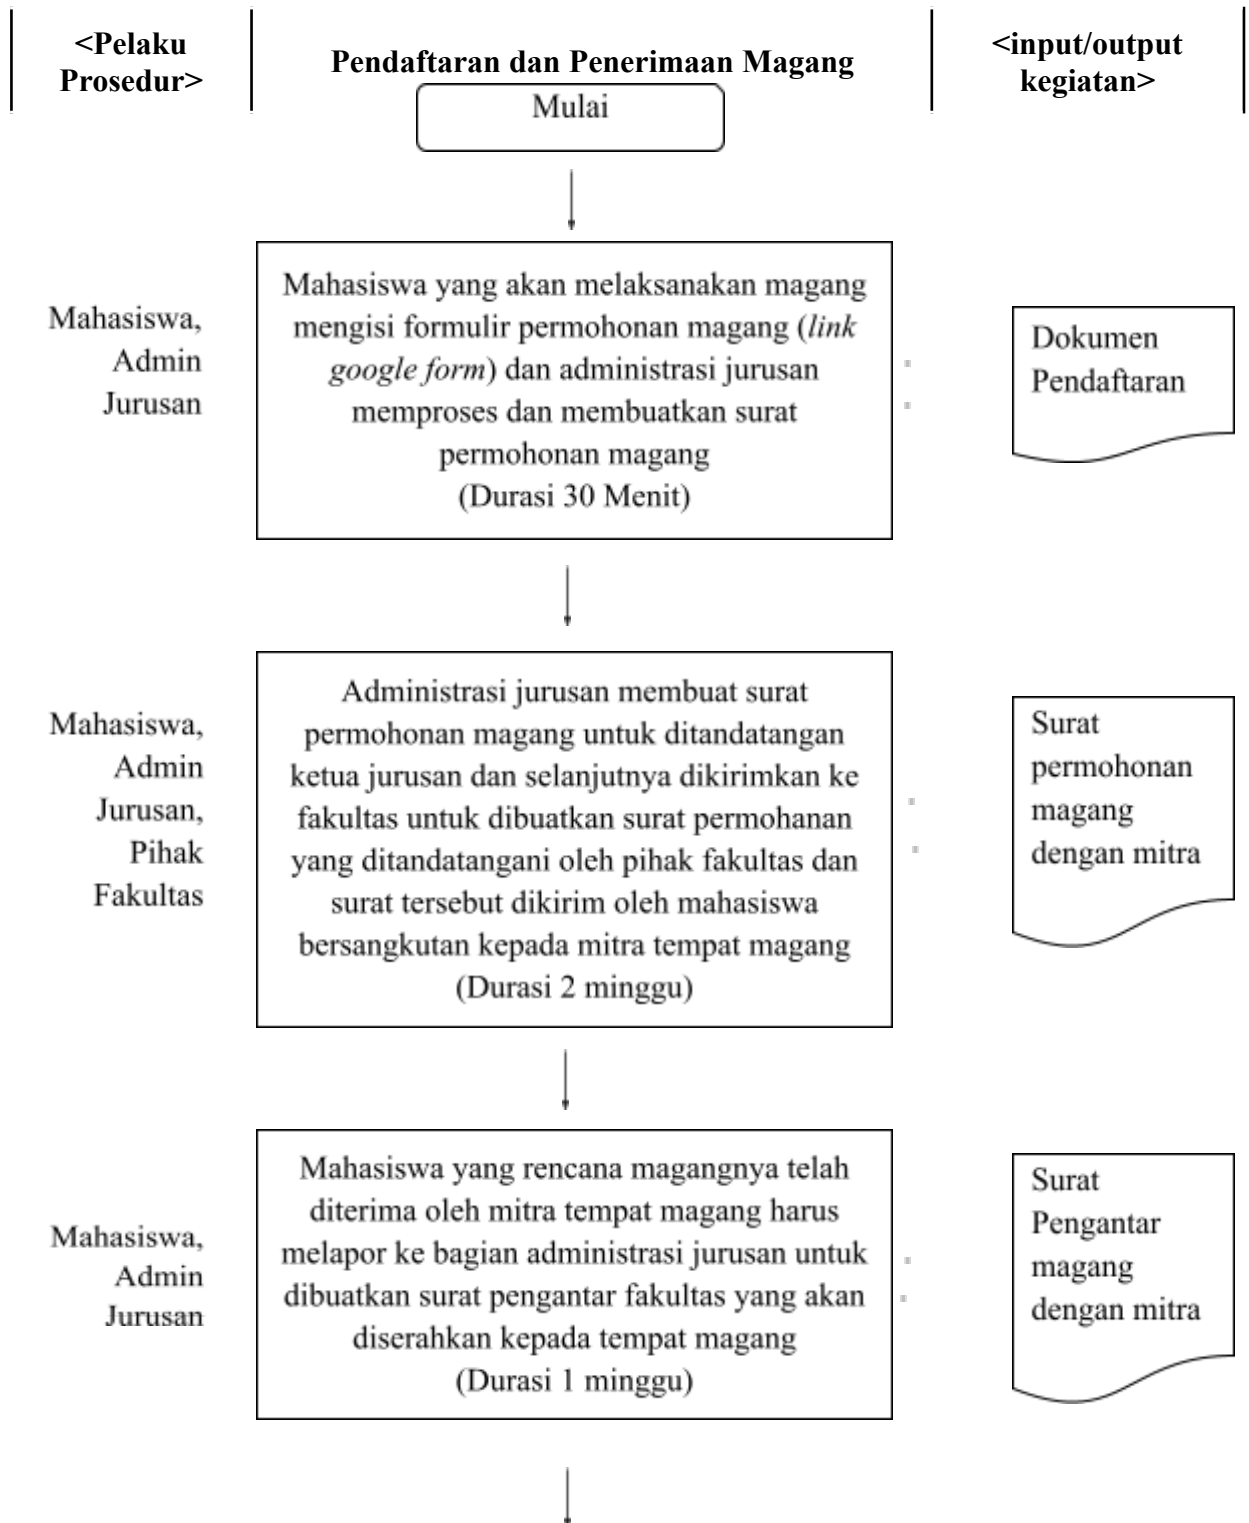 <Pelaku
Prosedur>
Pendaftaran dan Penerimaan Magang
<input/output
kegiatan>
Mulai
Mahasiswa,
Admin
Jurusan
Mahasiswa yang akan melaksanakan magang
mengisi formulir permohonan magang (link
google form) dan administrasi jurusan
memproses dan membuatkan surat
permohonan magang
(Durasi 30 Menit)
Dokumen
Pendaftaran
Mahasiswa,
Admin
Jurusan,
Pihak
Fakultas
Administrasi jurusan membuat surat
permohonan magang untuk ditandatangan
ketua jurusan dan selanjutnya dikirimkan ke
fakultas untuk dibuatkan surat permohanan
yang ditandatangani oleh pihak fakultas dan
surat tersebut dikirim oleh mahasiswa
bersangkutan kepada mitra tempat magang
(Durasi 2 minggu)
Surat
permohonan
magang
dengan mitra
Mahasiswa,
Admin
Jurusan
Mahasiswa yang rencana magangnya telah
diterima oleh mitra tempat magang harus
melapor ke bagian administrasi jurusan untuk
dibuatkan surat pengantar fakultas yang akan
diserahkan kepada tempat magang
(Durasi 1 minggu)
Surat
Pengantar
magang
dengan mitra